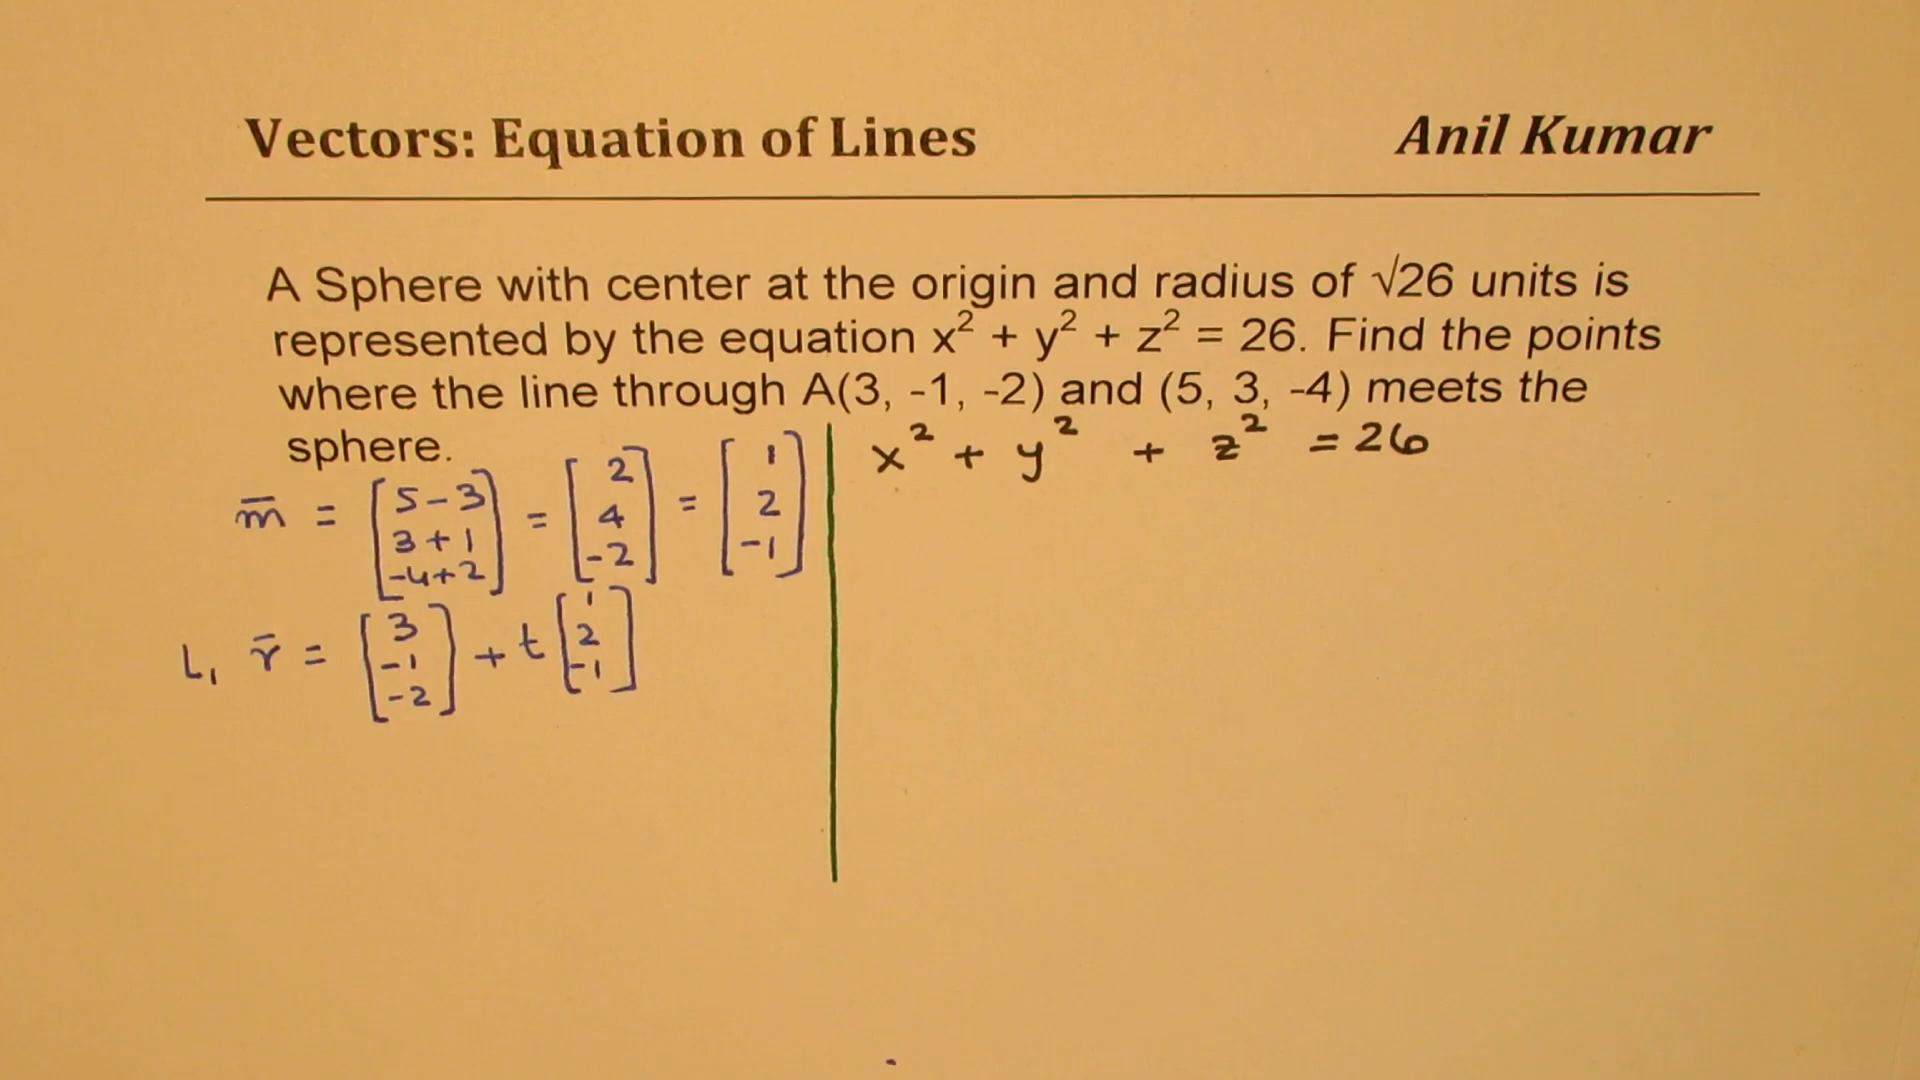 Vectors: Equation of Lines
Anil Kumar
A Sphere with center at the origin and radius of √26 units is
represented by the equation x² + y² + z² = 26. Find the points
where the line through A(3, -1, -2) and (5, 3, -4) meets the
sphere.
m̅ = [5-3 3+1 -4+2] = [2 4 -2] = [1 2 -1]
L₁ r̅ = [3 -1 -2] + t [1 2 -1]
x² + y² + z² = 26